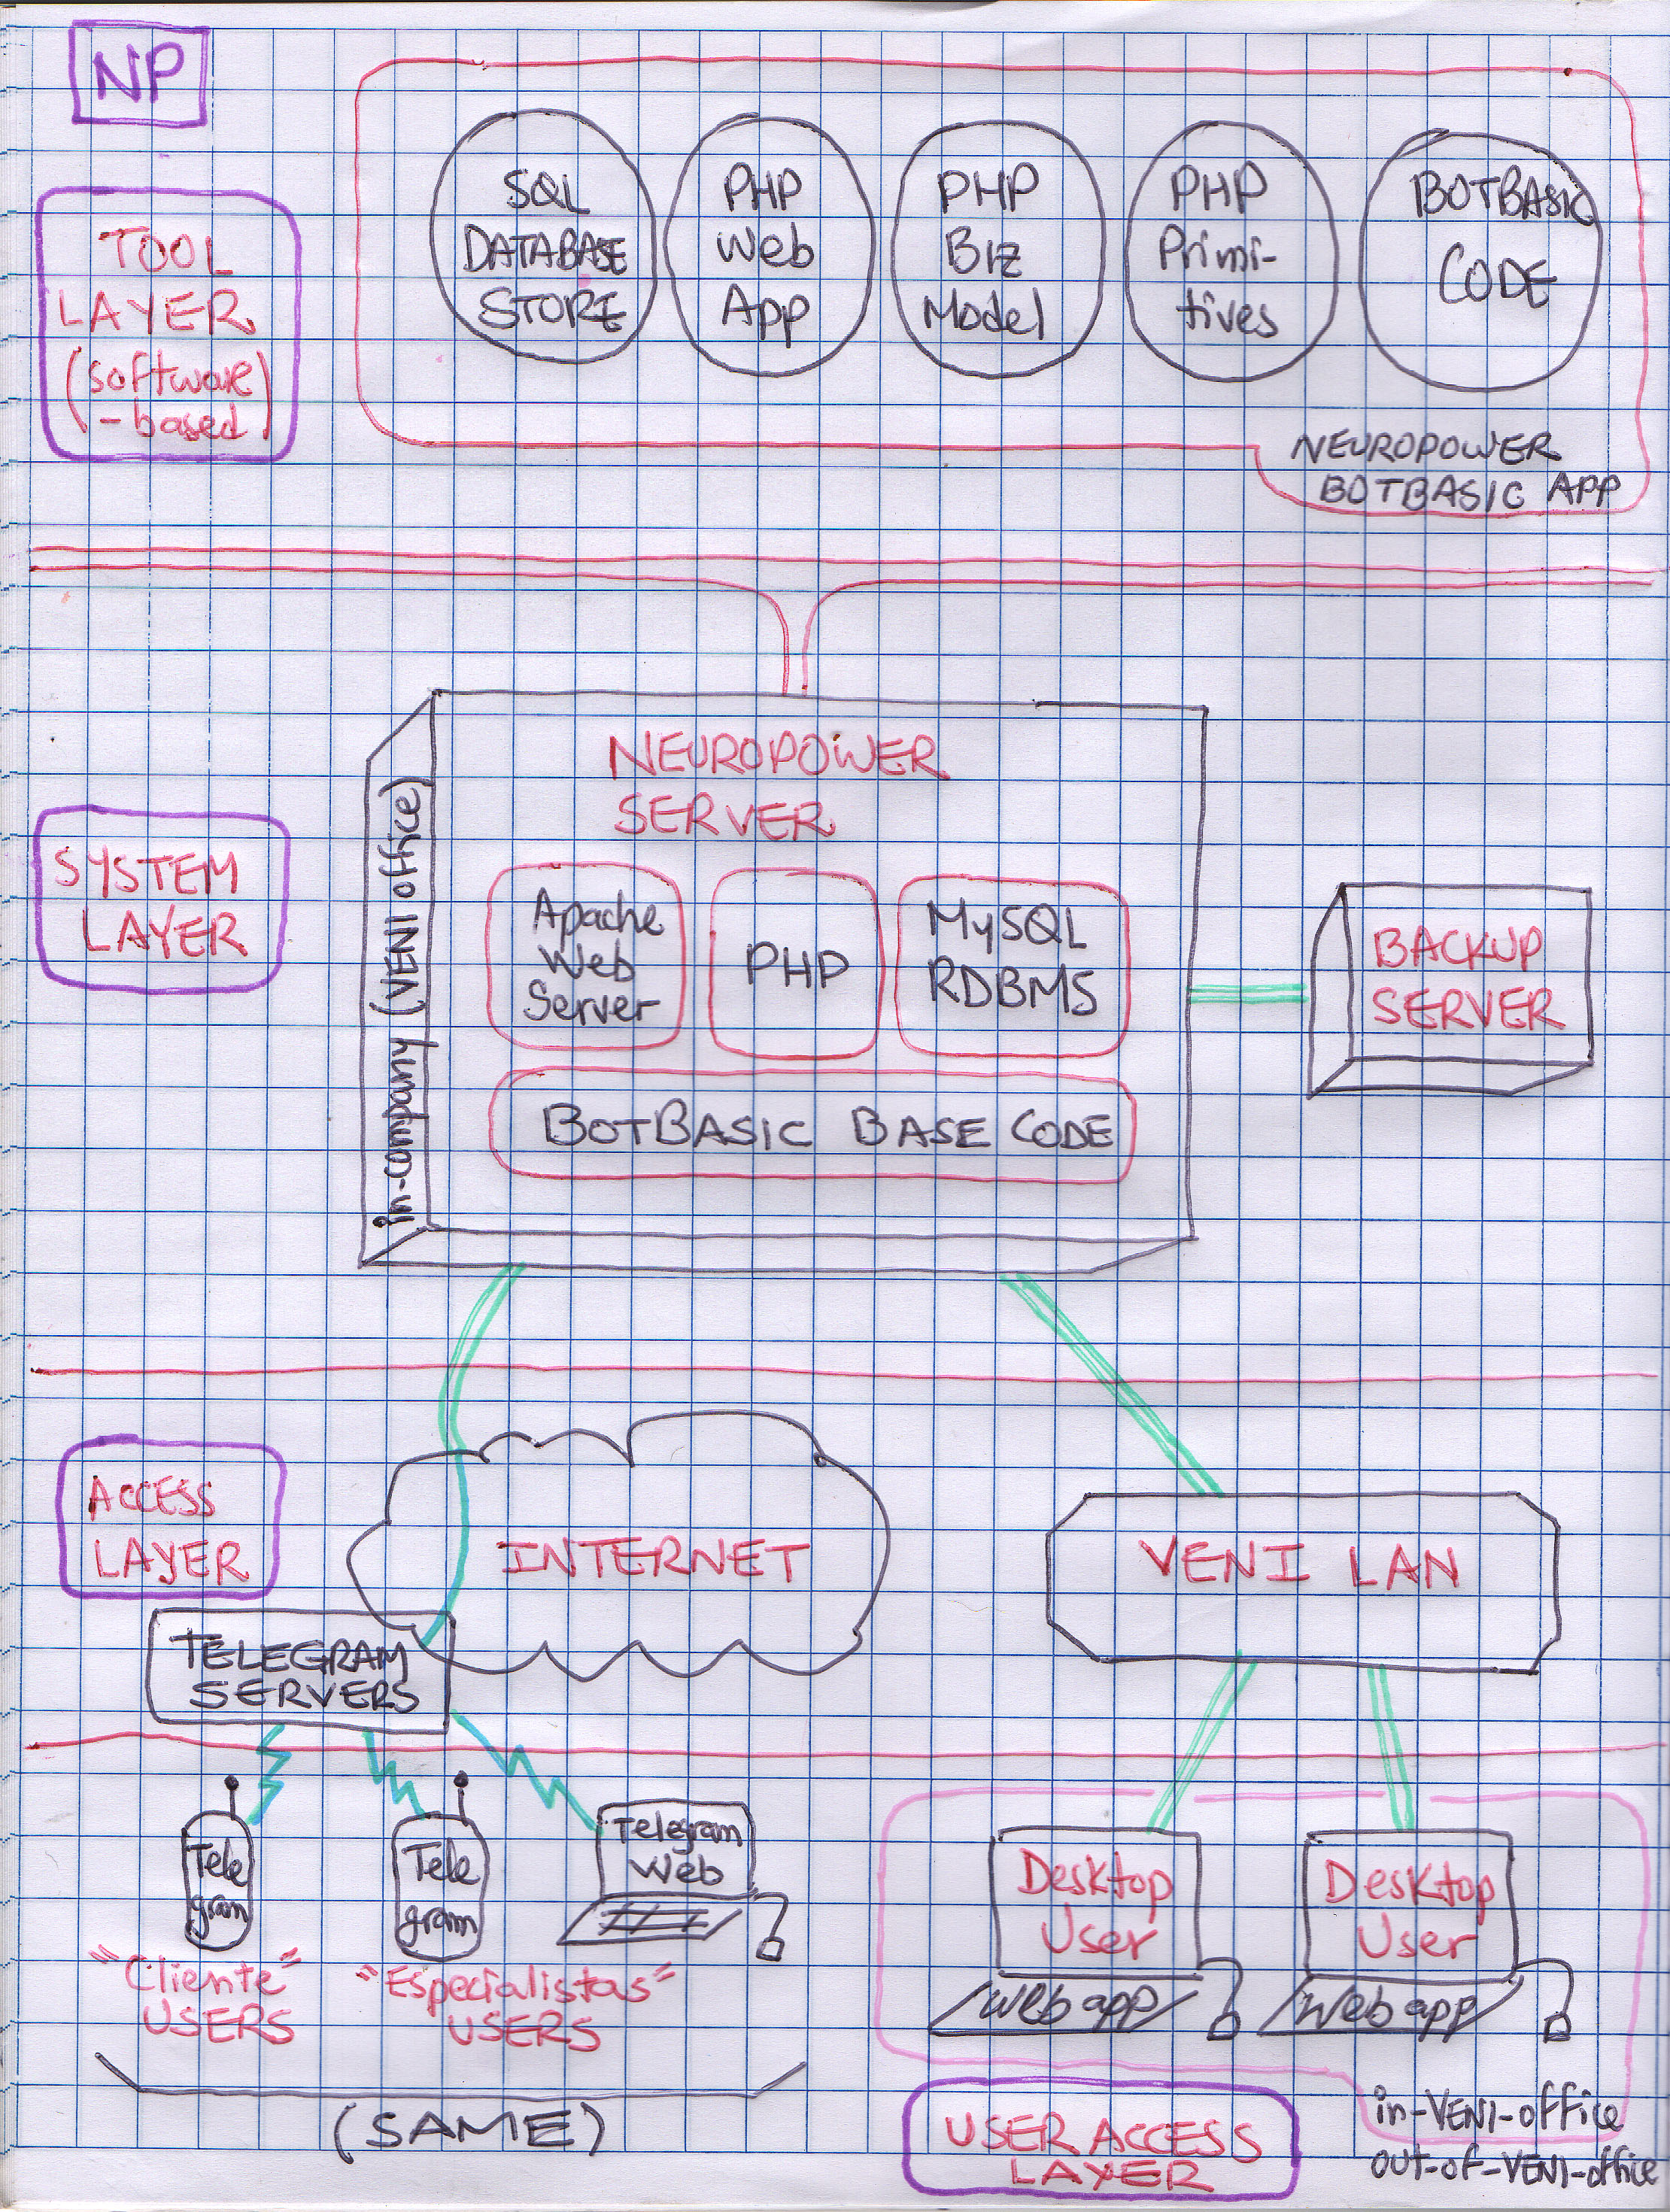 NP
TOOL
LAYER
(software
-based)
SQL
DATABASE
STORE
PHP
Web
App
PHP
Biz
Model
PHP
Primi-
tives
BOTBASIC
CODE
NEUROPOWER
BOTBASIC APP
SYSTEM
LAYER
in-company (VENI office)
NEUROPOWER
SERVER
Apache
Web
Server
PHP
MySQL
RDBMS
BOTBASIC BASE CODE
BACKUP
SERVER
ACCESS
LAYER
INTERNET
VENI LAN
TELEGRAM
SERVERS
Tele
gram
Tele
gram
Telegram
Web
"Cliente"
USERS
"Especialistas"
USERS
(SAME)
Desktop
User
Web app
Desktop
User
Web app
USER ACCESS
LAYER
in-VENI-office
out-of-VENI-office